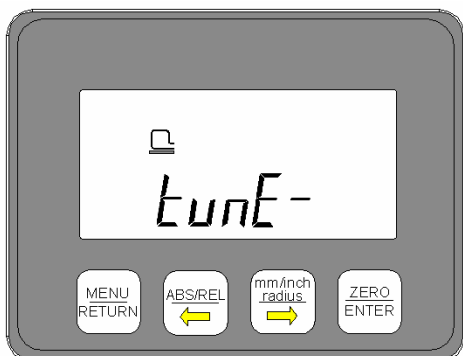 tunE-
MENU
RETURN
ABS/REL
mm/inch
radius
ZERO
ENTER